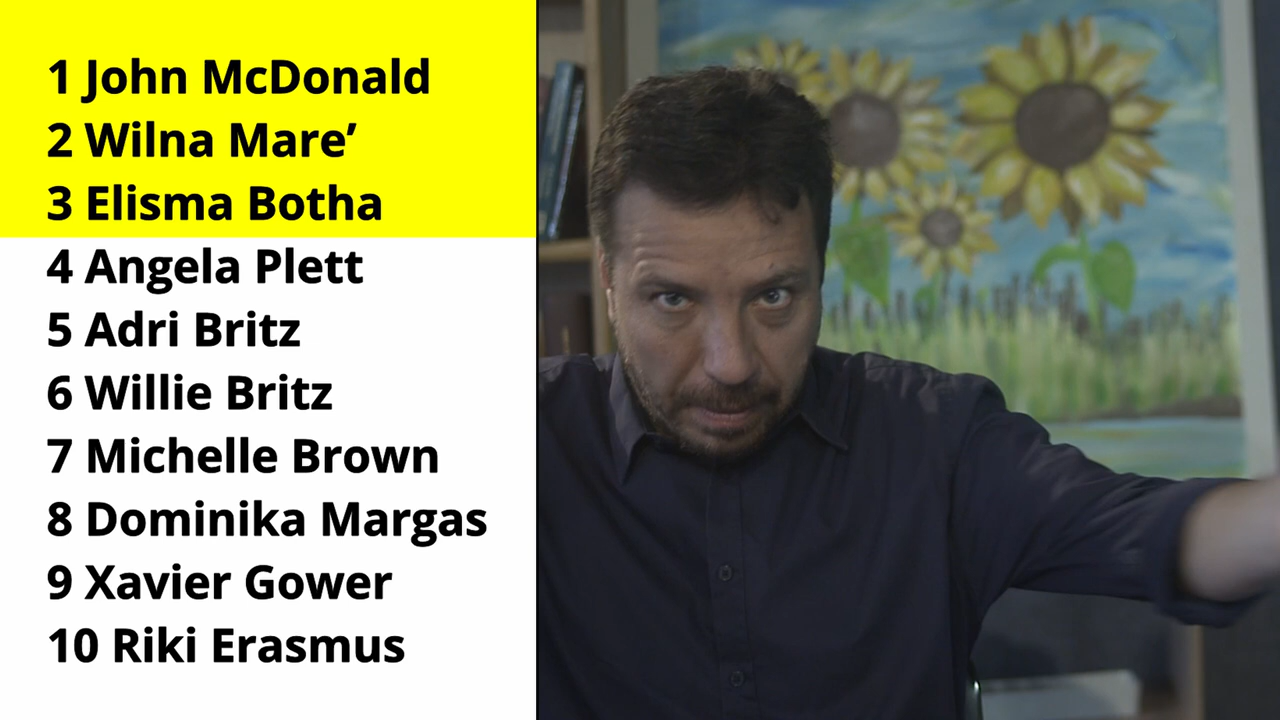 1 John McDonald
2 Wilna Mare’
3 Elisma Botha
4 Angela Plett
5 Adri Britz
6 Willie Britz
7 Michelle Brown
8 Dominika Margas
9 Xavier Gower
10 Riki Erasmus